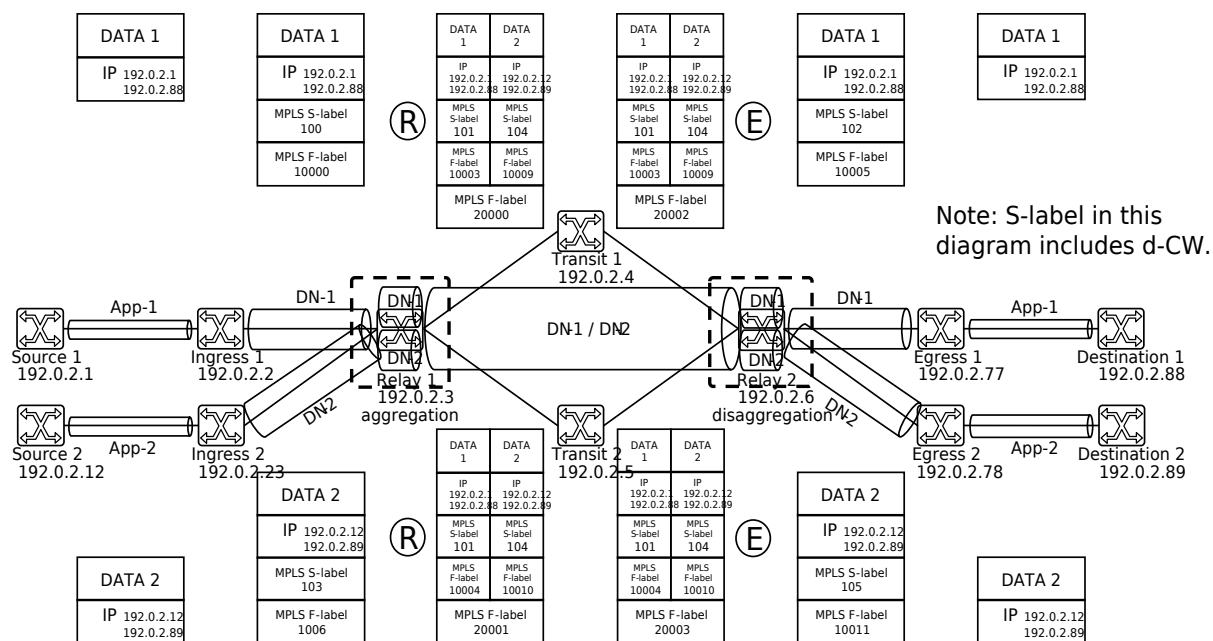 DATA 1
IP 192.0.2.1
192.0.2.88
DATA 1
IP 192.0.2.1
192.0.2.88
MPLS S-label
100
MPLS F-label
10000
R
DATA
1
DATA
2
IP
192.0.2.1
192.0.2.88
IP
192.0.2.12
192.0.2.89
MPLS
S-label
101
MPLS
S-label
104
MPLS
F-label
10003
MPLS
F-label
10009
MPLS F-label
20000
DATA
1
DATA
2
IP
192.0.2.1
192.0.2.88
IP
192.0.2.12
192.0.2.89
MPLS
S-label
101
MPLS
S-label
104
MPLS
F-label
10003
MPLS
F-label
10009
MPLS F-label
20002
E
DATA 1
IP 192.0.2.1
192.0.2.88
MPLS S-label
102
MPLS F-label
10005
DATA 1
IP 192.0.2.1
192.0.2.88
Note: S-label in this
diagram includes d-CW.
Transit 1
192.0.2.4
Source 1
192.0.2.1
App-1
Ingress 1
192.0.2.2
DN-1
DN-1
DN-2
Relay 1
192.0.2.3
aggregation
DN-1 / DN-2
DN-1
DN-2
Relay 2
192.0.2.6
disaggregation
DN-1
Egress 1
192.0.2.77
App-1
Destination 1
192.0.2.88
Source 2
192.0.2.12
App-2
Ingress 2
192.0.2.23
DN-2
Transit 2
192.0.2.5
DN-2
Egress 2
192.0.2.78
App-2
Destination 2
192.0.2.89
DATA 2
IP 192.0.2.12
192.0.2.89
DATA 2
IP 192.0.2.12
192.0.2.89
MPLS S-label
103
MPLS F-label
1006
R
DATA
1
DATA
2
IP
192.0.2.1
192.0.2.88
IP
192.0.2.12
192.0.2.89
MPLS
S-label
101
MPLS
S-label
104
MPLS
F-label
10004
MPLS
F-label
10010
MPLS F-label
20001
DATA
1
DATA
2
IP
192.0.2.1
192.0.2.88
IP
192.0.2.12
192.0.2.89
MPLS
S-label
101
MPLS
S-label
104
MPLS
F-label
10004
MPLS
F-label
10010
MPLS F-label
20003
E
DATA 2
IP 192.0.2.12
192.0.2.89
MPLS S-label
105
MPLS F-label
10011
DATA 2
IP 192.0.2.12
192.0.2.89